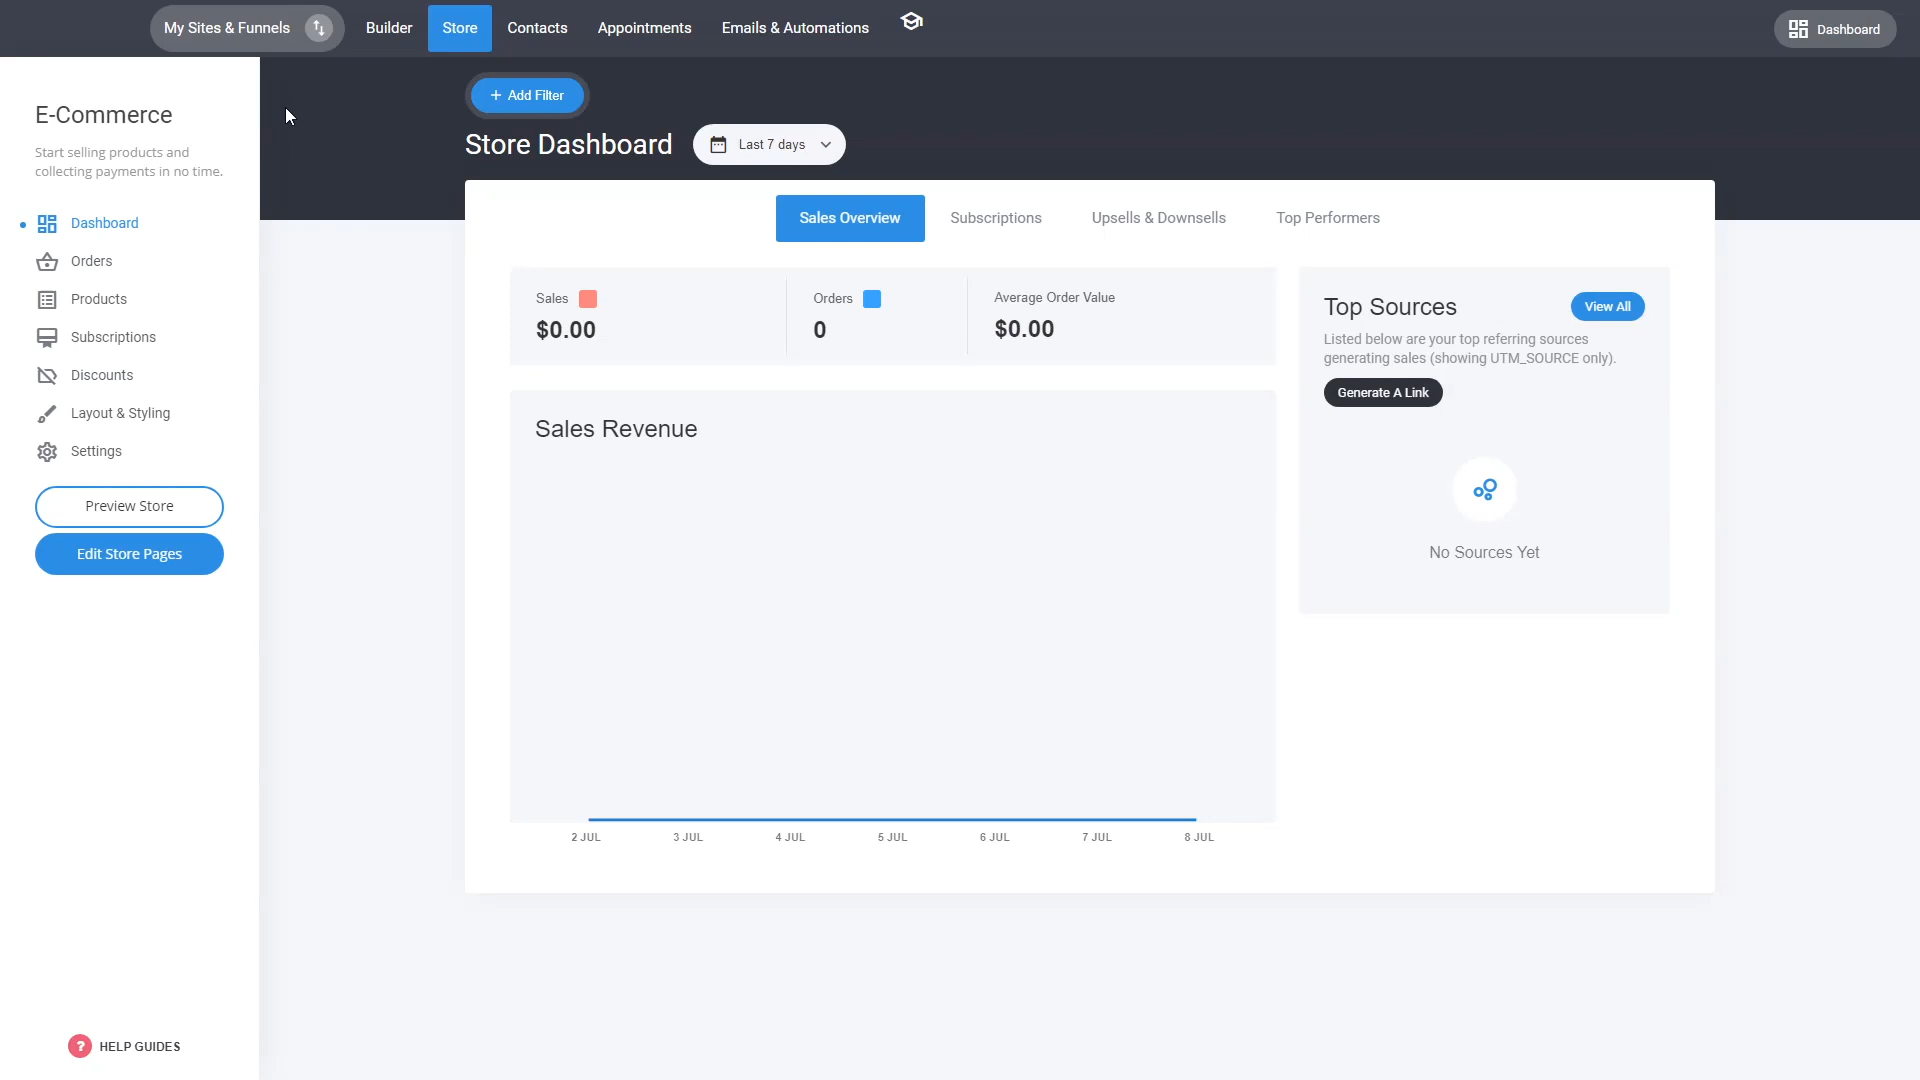 My Sites & Funnels
Builder
Store
Contacts
Appointments
Emails & Automations
Dashboard
E-Commerce
Start selling products and
collecting payments in no time.
Dashboard
Orders
Products
Subscriptions
Discounts
Layout & Styling
Settings
Preview Store
Edit Store Pages
? HELP GUIDES
+ Add Filter
Store Dashboard
Last 7 days
Sales Overview
Subscriptions
Upsells & Downsells
Top Performers
Sales
$0.00
Orders
0
Average Order Value
$0.00
Sales Revenue
2 JUL
3 JUL
4 JUL
5 JUL
6 JUL
7 JUL
8 JUL
Top Sources
View All
Listed below are your top referring sources
generating sales (showing UTM_SOURCE only).
Generate A Link
No Sources Yet